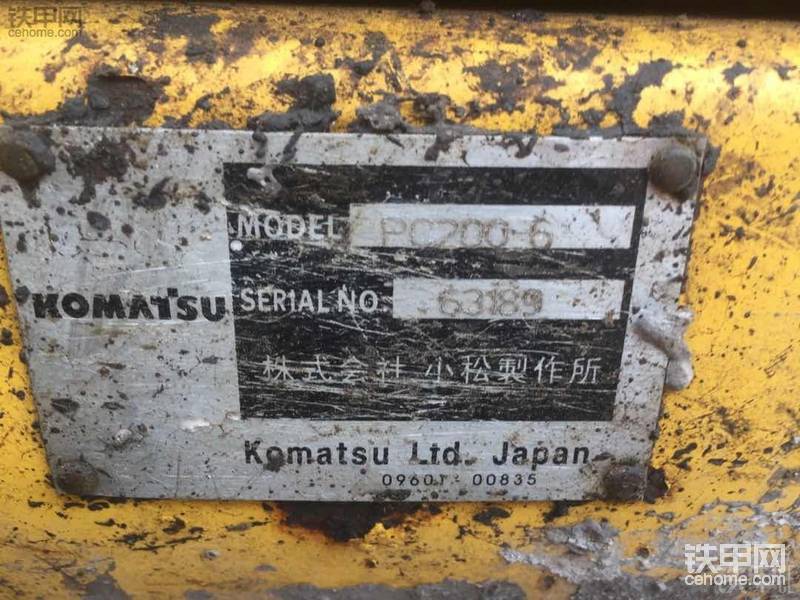 铁甲网
cehome.com
MODEL PC200-6
KOMATSU
SERIAL NO. 63189
株式会社 小松製作所
Komatsu Ltd. Japan
09601-00835
铁甲网
cehome.com